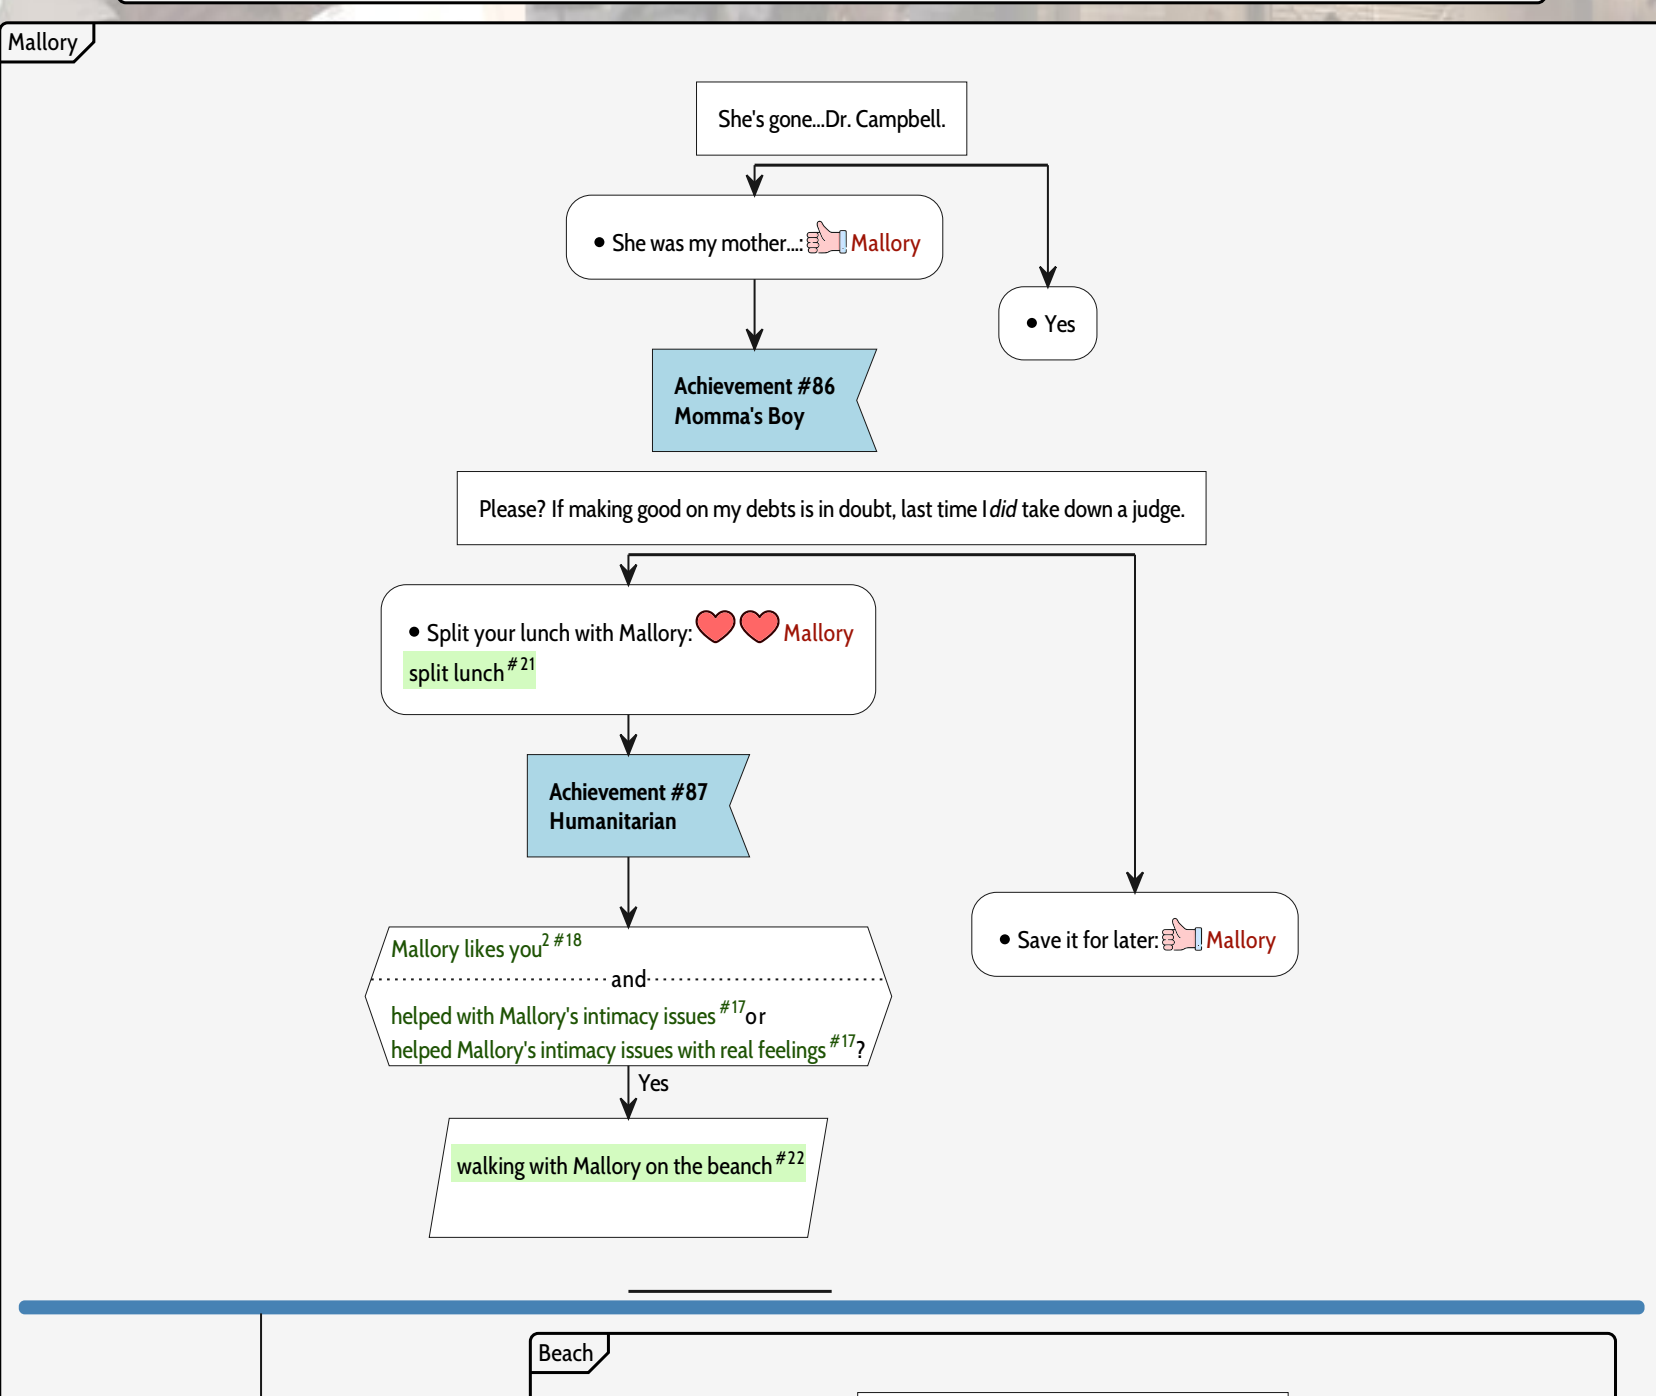 Mallory
She's gone...Dr. Campbell.
• She was my mother...: Mallory
• Yes
Achievement #86
Momma's Boy
Please? If making good on my debts is in doubt, last time I did take down a judge.
• Split your lunch with Mallory: Mallory
split lunch #21
Achievement #87
Humanitarian
• Save it for later: Mallory
Mallory likes you2 #18
and
helped with Mallory's intimacy issues #17 or
helped Mallory's intimacy issues with real feelings #17?
Yes
walking with Mallory on the beanch #22
Beach